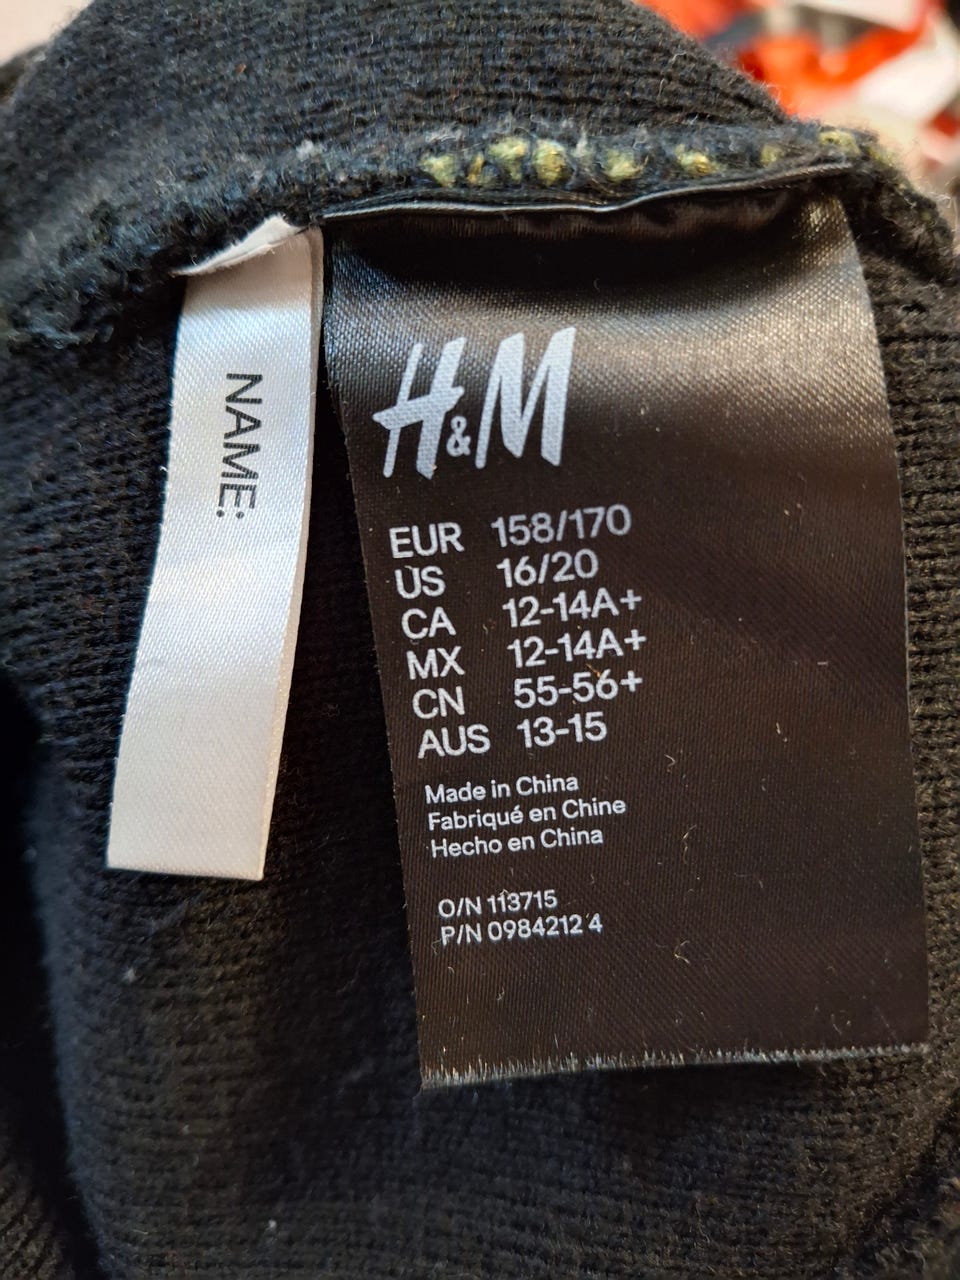 NAME:
H&M
EUR 158/170
US 16/20
CA 12-14A+
MX 12-14A+
CN 55-56+
AUS 13-15
Made in China
Fabriqué en Chine
Hecho en China
O/N 113715
P/N 0984212 4